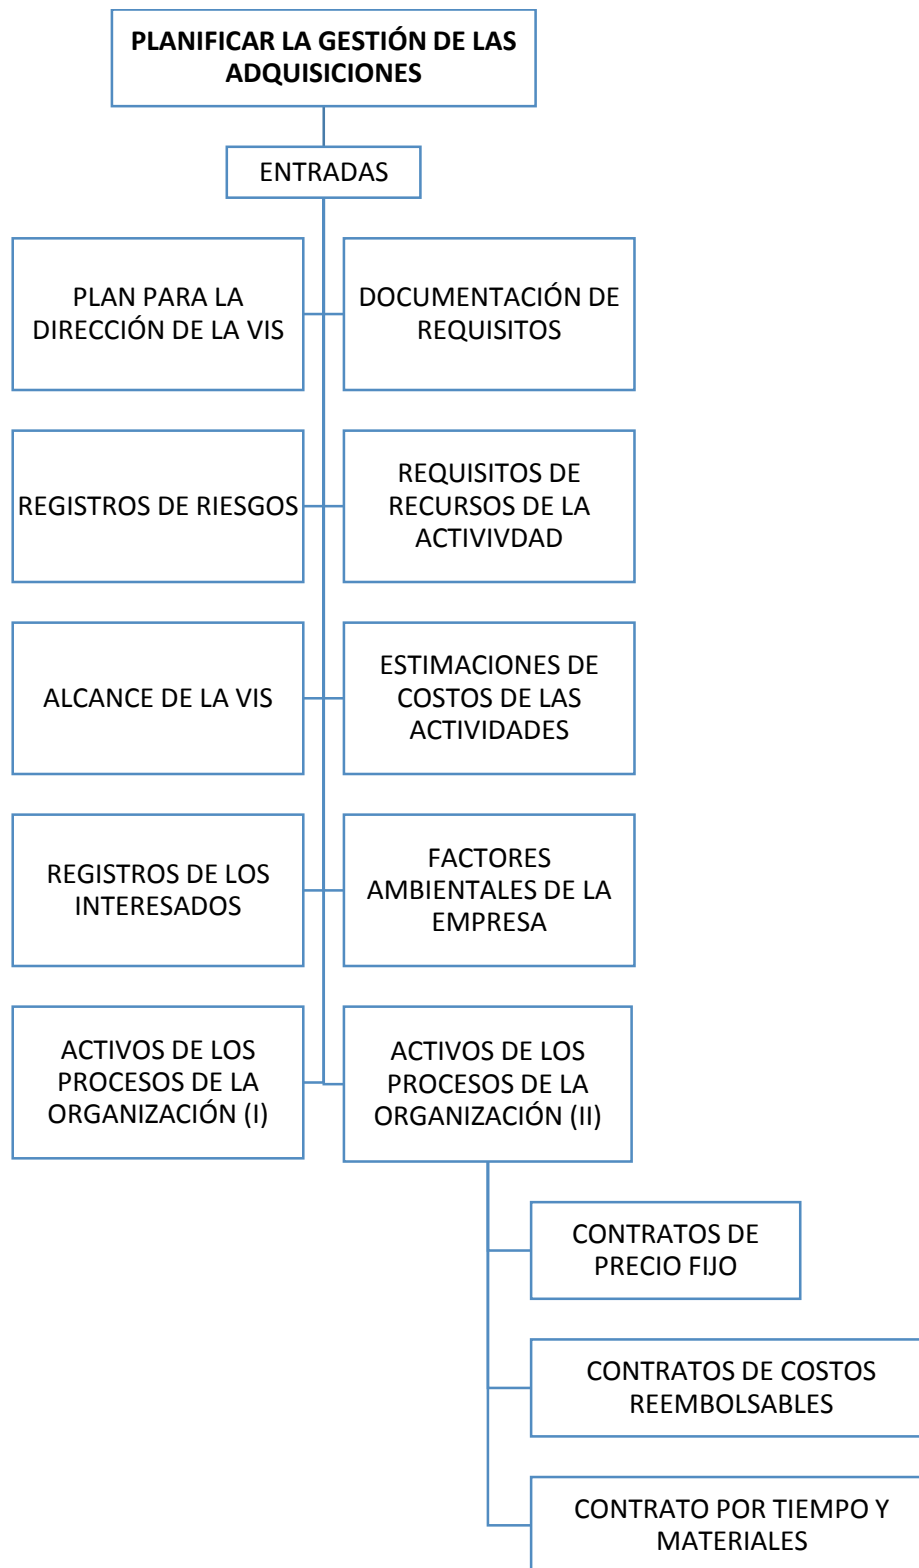 PLANIFICAR LA GESTIÓN DE LAS
ADQUISICIONES
ENTRADAS
PLAN PARA LA
DIRECCIÓN DE LA VIS
DOCUMENTACIÓN DE
REQUISITOS
REGISTROS DE RIESGOS
REQUISITOS DE
RECURSOS DE LA
ACTIVIVDAD
ALCANCE DE LA VIS
ESTIMACIONES DE
COSTOS DE LAS
ACTIVIDADES
REGISTROS DE LOS
INTERESADOS
FACTORES
AMBIENTALES DE LA
EMPRESA
ACTIVOS DE LOS
PROCESOS DE LA
ORGANIZACIÓN (I)
ACTIVOS DE LOS
PROCESOS DE LA
ORGANIZACIÓN (II)
CONTRATOS DE
PRECIO FIJO
CONTRATOS DE COSTOS
REEMBOLSABLES
CONTRATO POR TIEMPO Y
MATERIALES